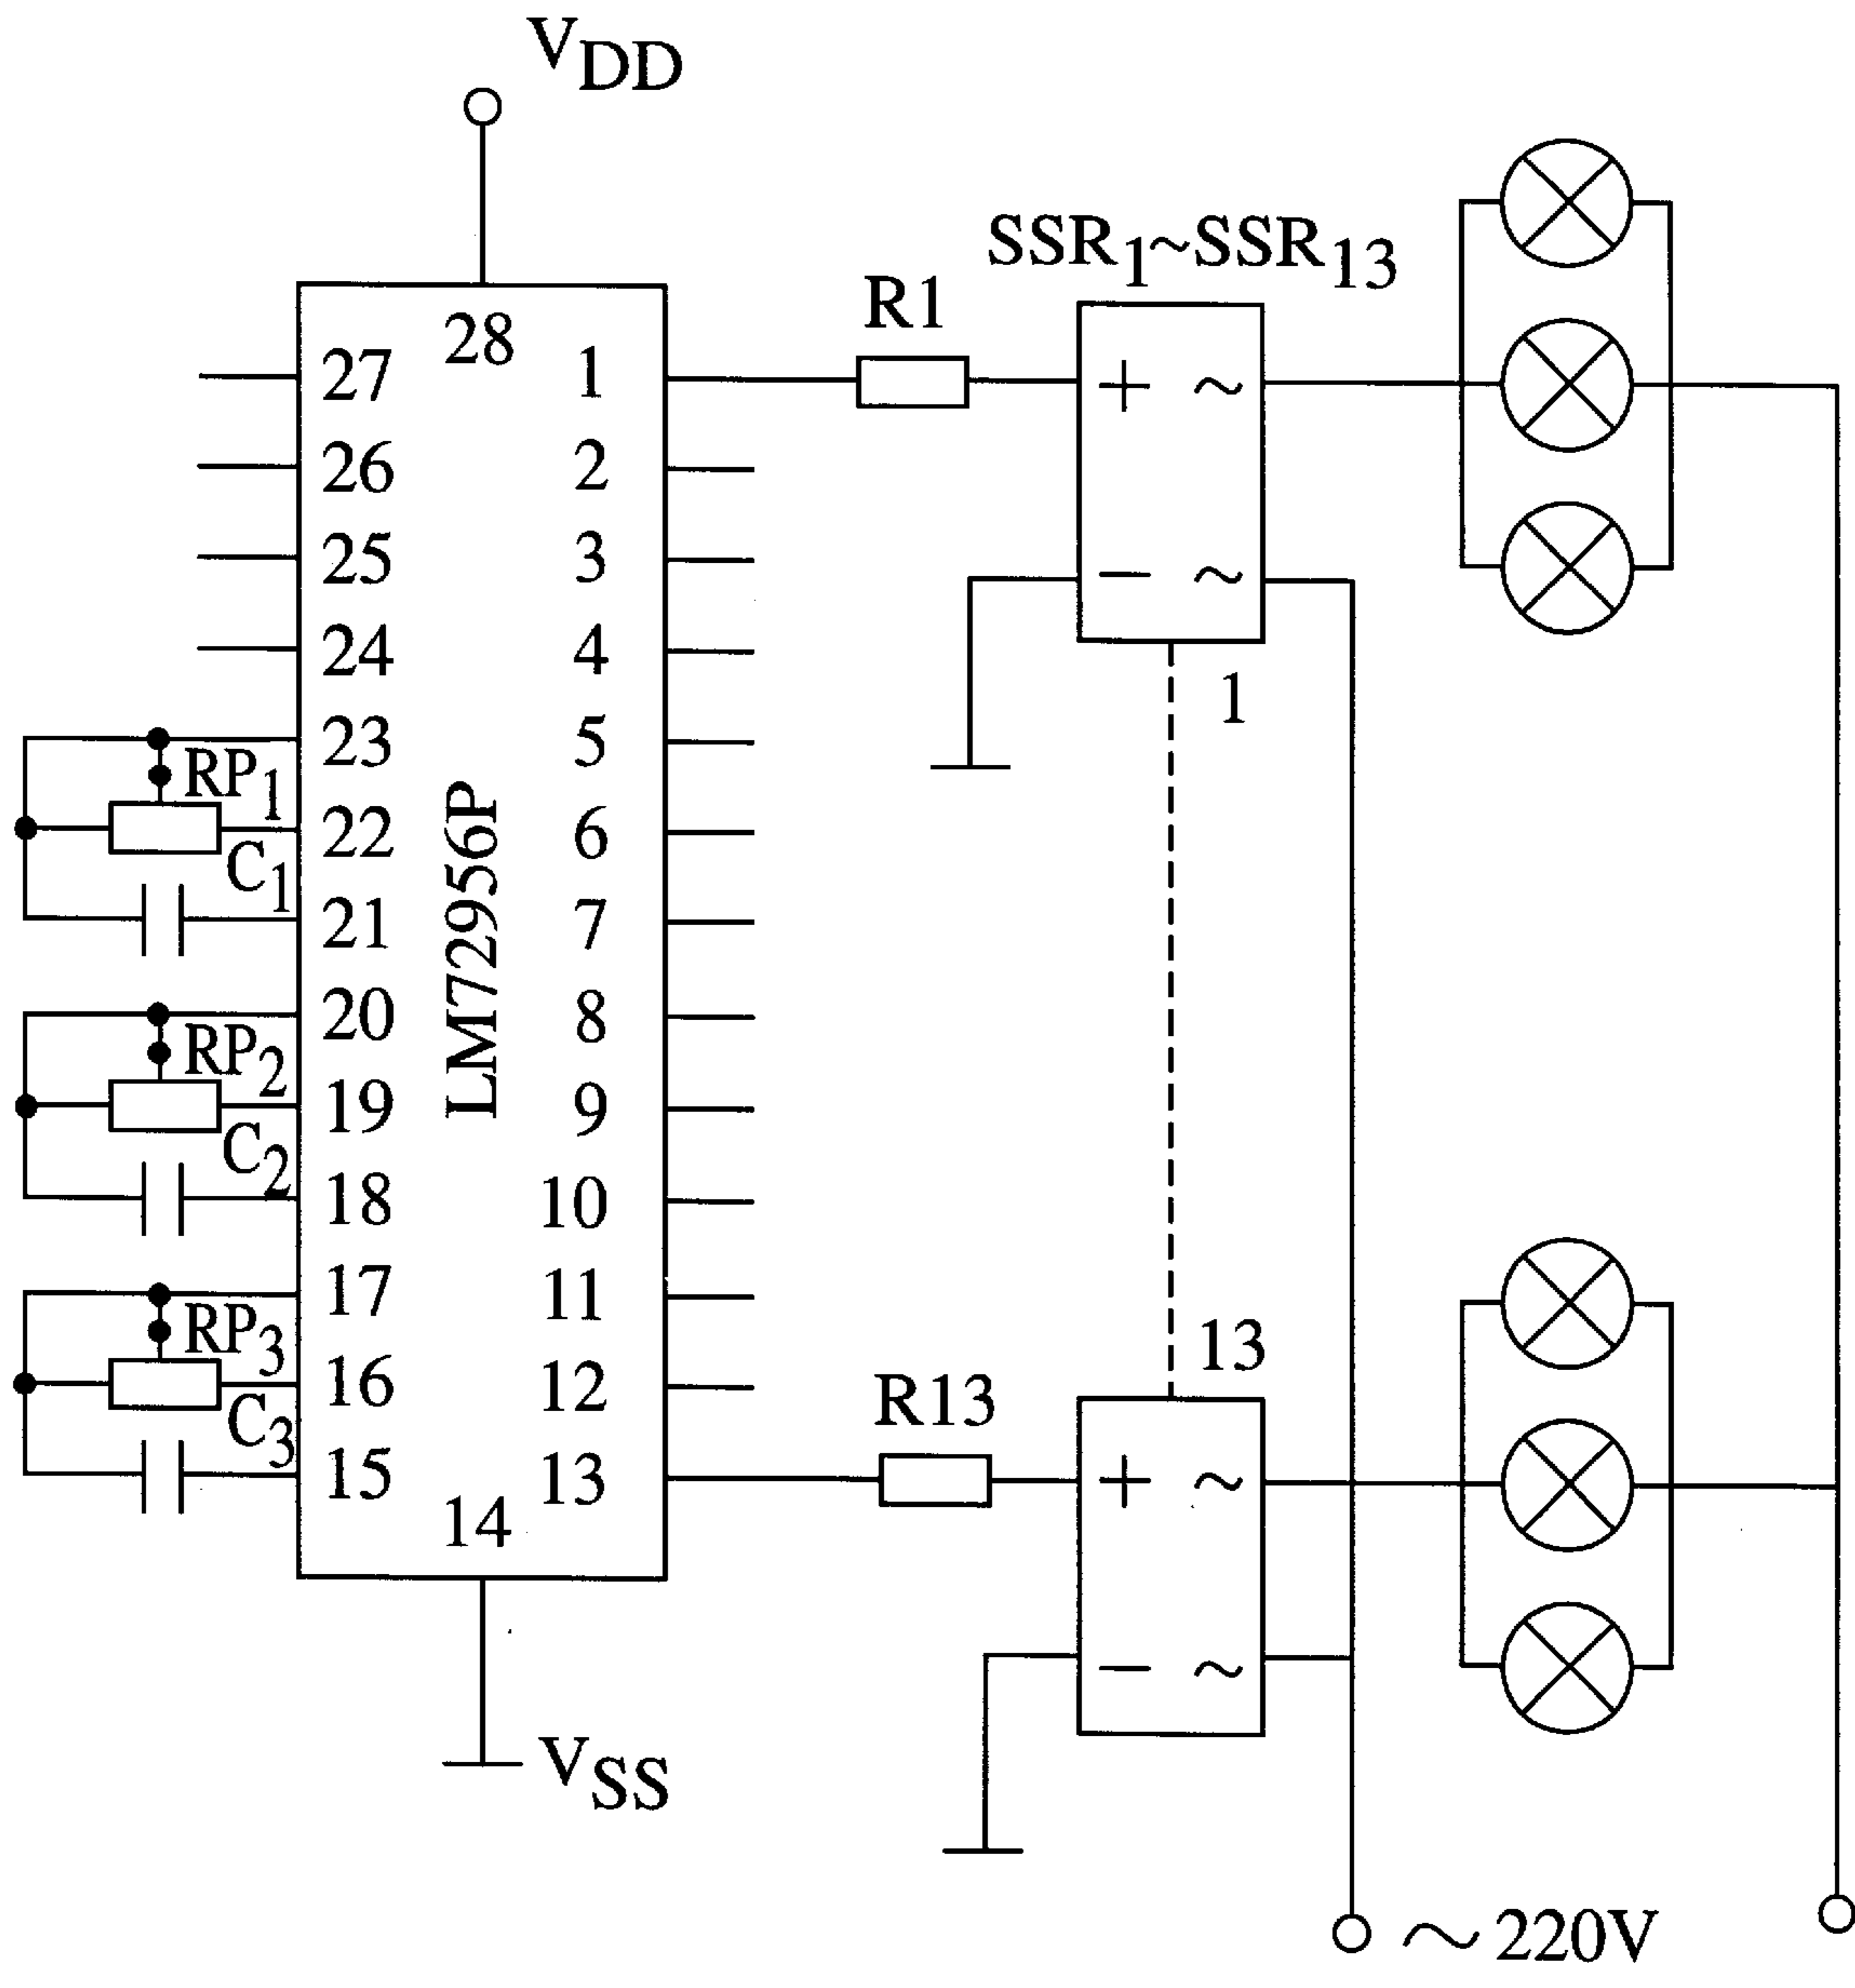 V_DD
SSR₁~SSR₁₃
R1
28
27 1
26 2
25 3
24 4
23 5
RP₁
22 6
C₁
21 7
20 8
RP₂
19 9
C₂
18 10
17 11
RP₃
16 12
C₃
15 13
14
LM72956P
+ ~
− ~
1
13
R13
+ ~
− ~
V_SS
~220V